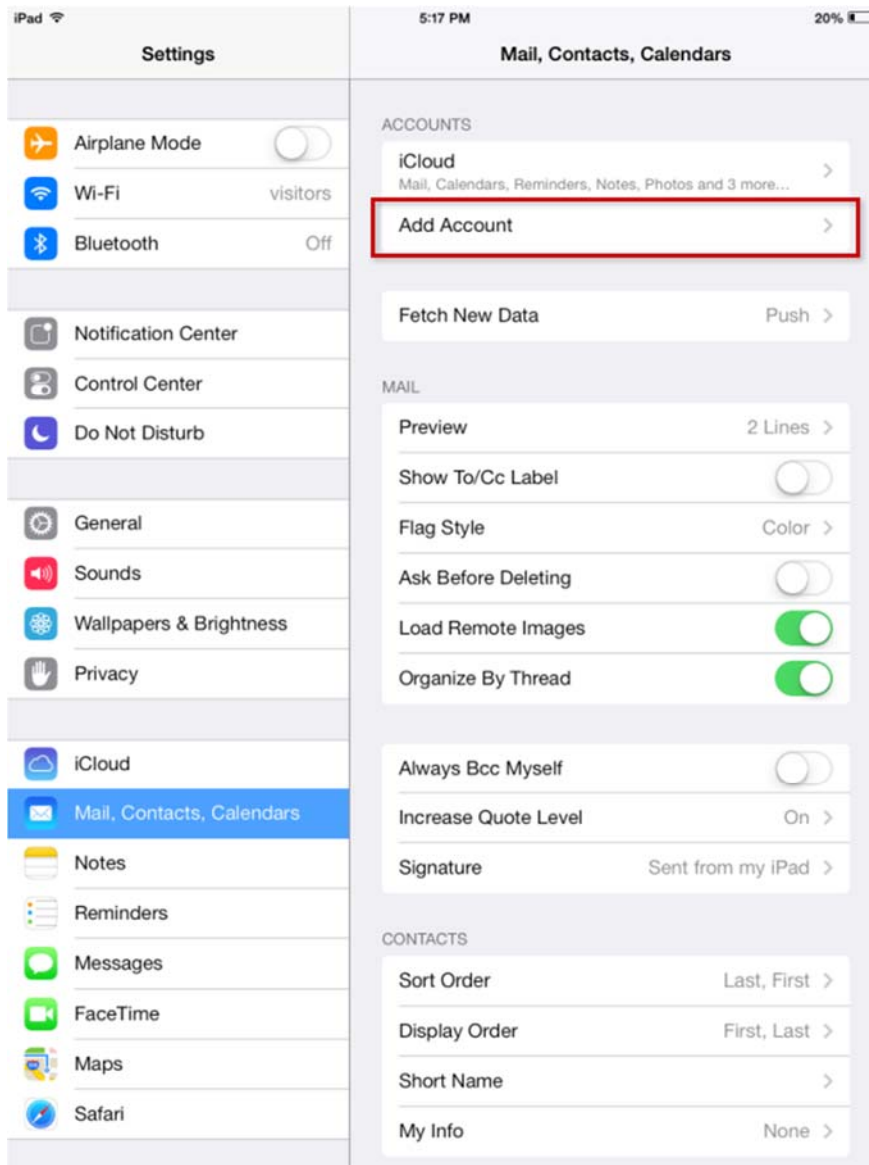 iPad 5:17 PM 20%
Settings
Airplane Mode
Wi-Fi visitors
Bluetooth Off
Notification Center
Control Center
Do Not Disturb
General
Sounds
Wallpapers & Brightness
Privacy
iCloud
Mail, Contacts, Calendars
Notes
Reminders
Messages
FaceTime
Maps
Safari
Mail, Contacts, Calendars
ACCOUNTS
iCloud
Mail, Calendars, Reminders, Notes, Photos and 3 more...
Add Account
Fetch New Data Push
MAIL
Preview 2 Lines
Show To/Cc Label
Flag Style Color
Ask Before Deleting
Load Remote Images
Organize By Thread
Always Bcc Myself
Increase Quote Level On
Signature Sent from my iPad
CONTACTS
Sort Order Last, First
Display Order First, Last
Short Name
My Info None